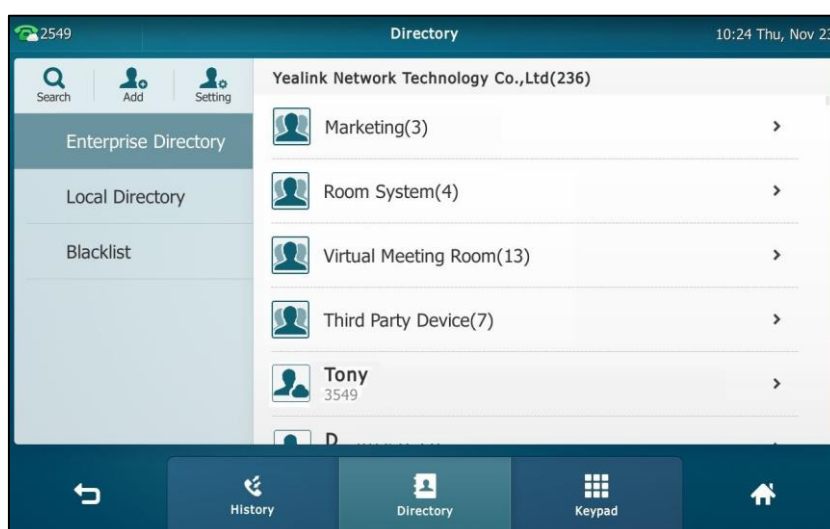 2549
Directory
10:24 Thu, Nov 23
Search
Add
Setting
Enterprise Directory
Local Directory
Blacklist
Yealink Network Technology Co.,Ltd(236)
Marketing(3)
Room System(4)
Virtual Meeting Room(13)
Third Party Device(7)
Tony
3549
History
Directory
Keypad